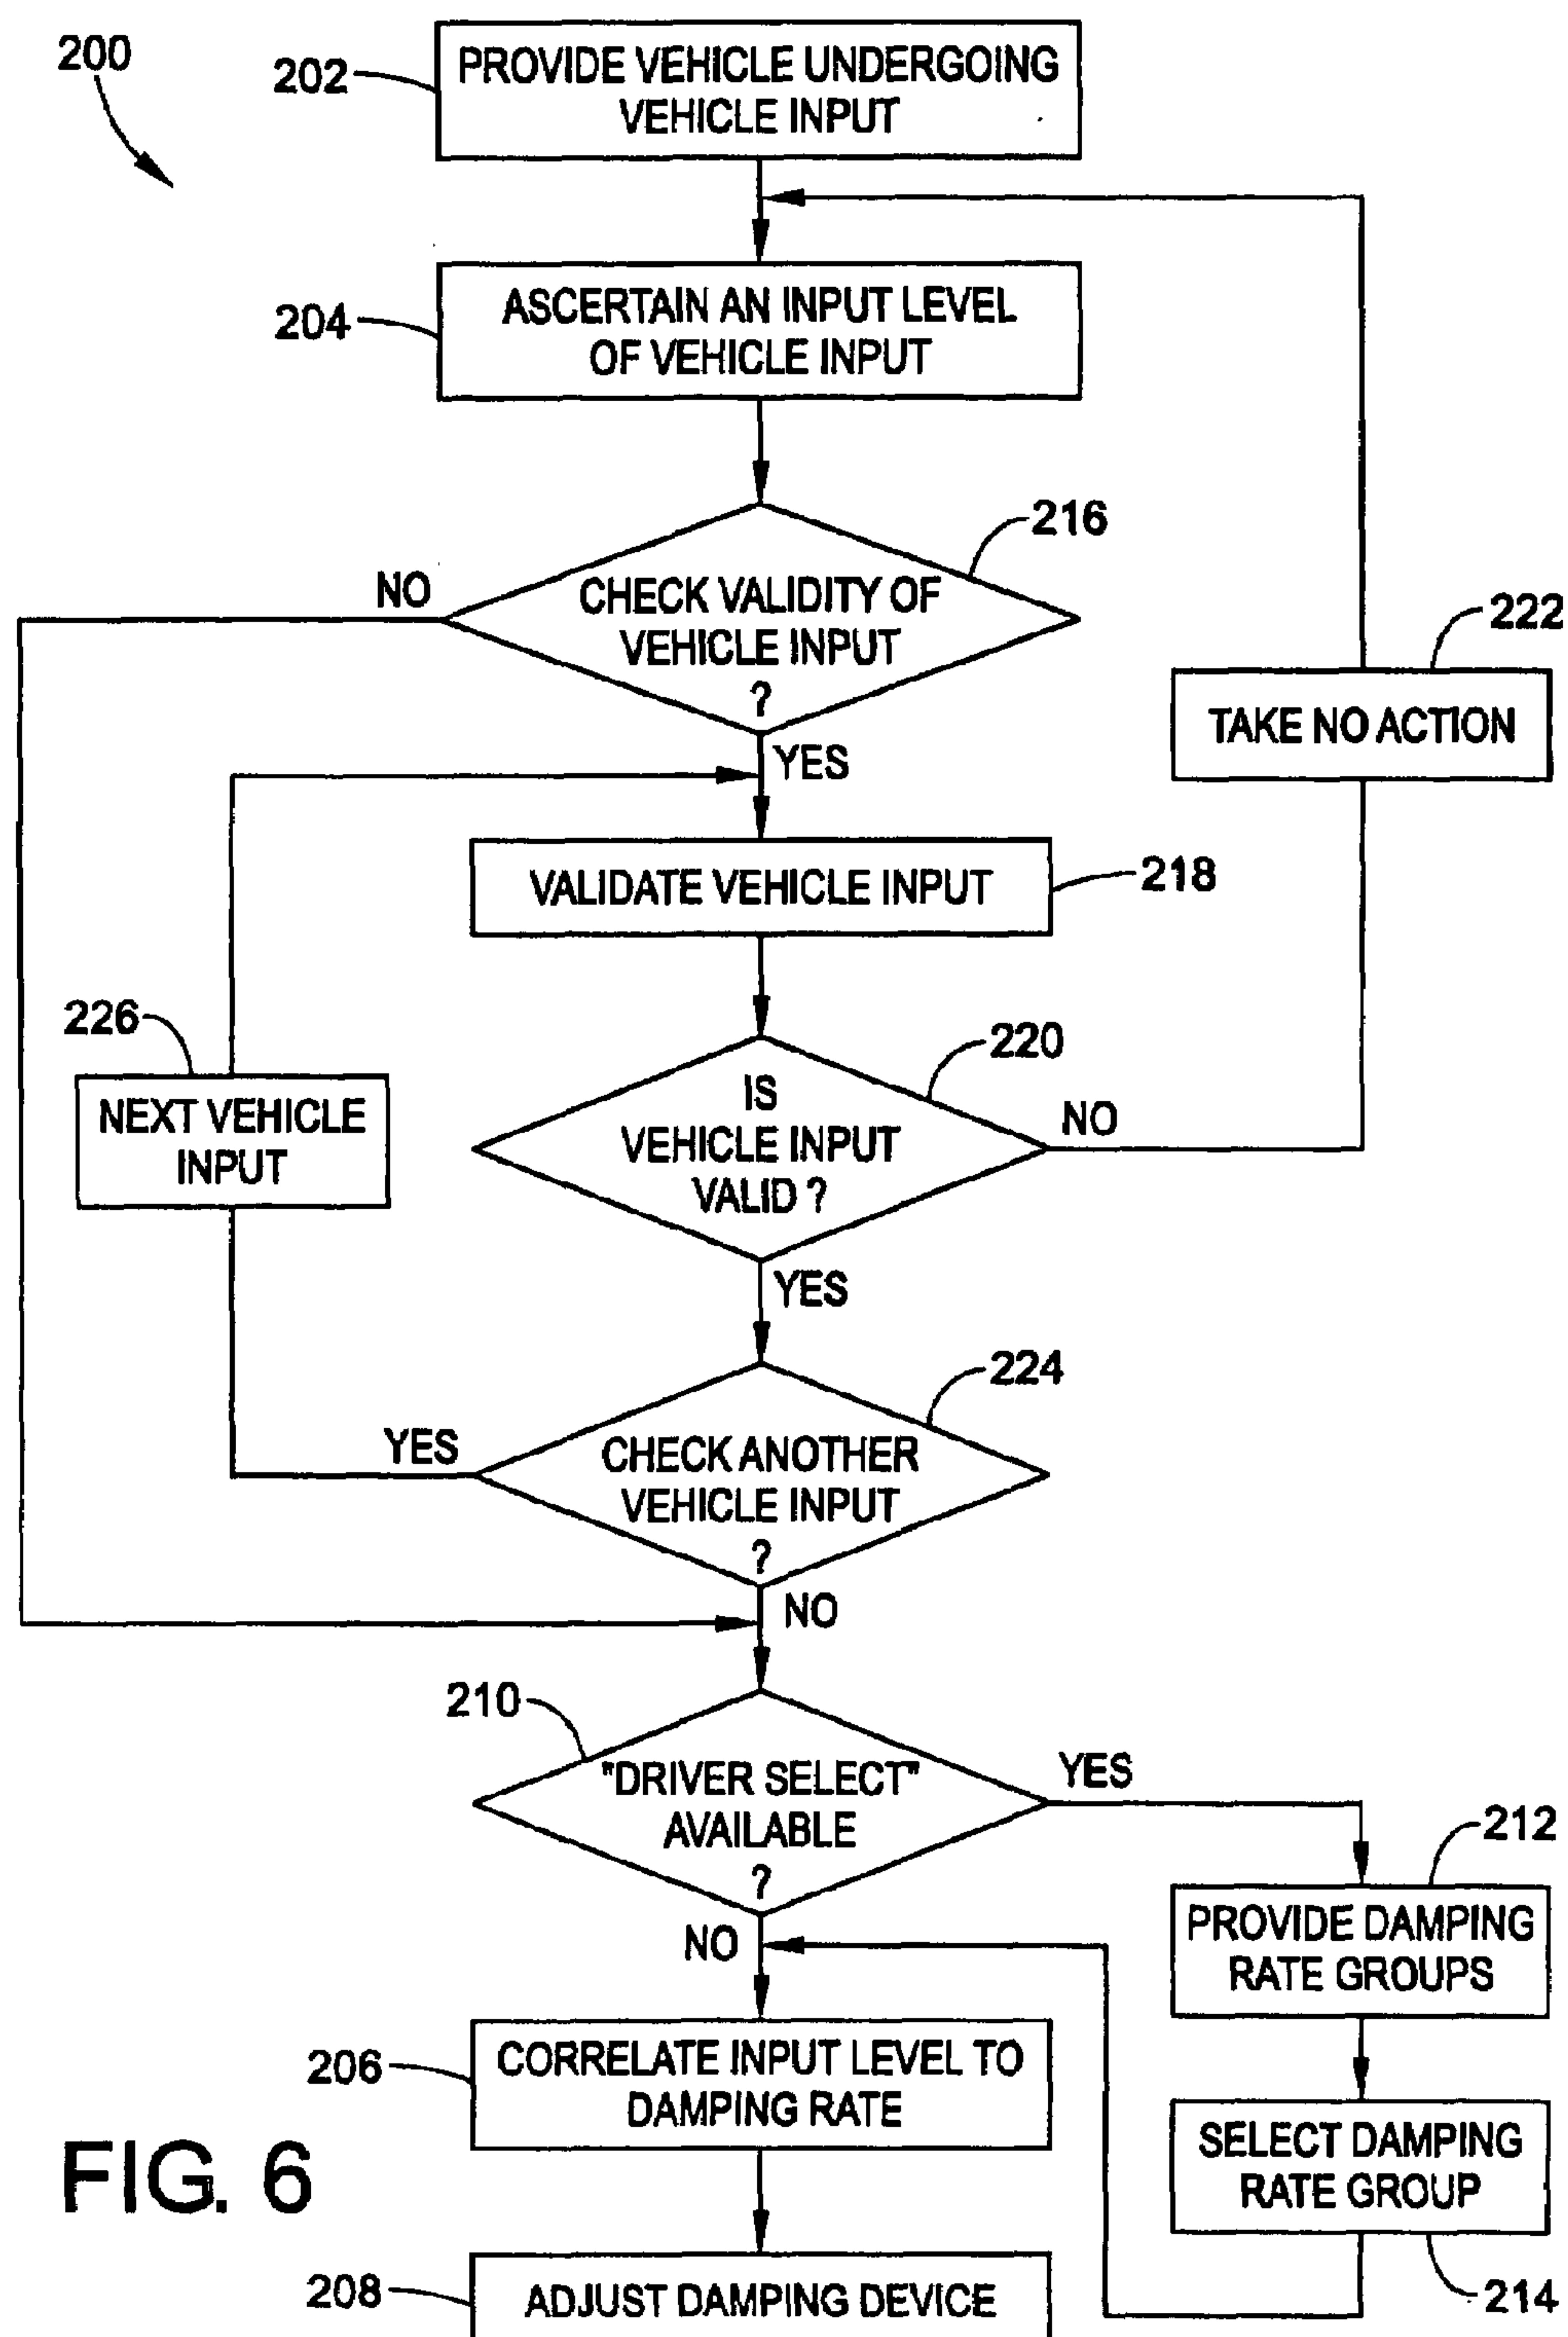 200
202
PROVIDE VEHICLE UNDERGOING
VEHICLE INPUT
204
ASCERTAIN AN INPUT LEVEL
OF VEHICLE INPUT
216
NO
CHECK VALIDITY OF
VEHICLE INPUT
?
222
TAKE NO ACTION
YES
VALIDATE VEHICLE INPUT
218
226
NEXT VEHICLE
INPUT
220
IS
VEHICLE INPUT
VALID ?
NO
YES
224
YES
CHECK ANOTHER
VEHICLE INPUT
?
NO
210
"DRIVER SELECT"
AVAILABLE
?
YES
212
PROVIDE DAMPING
RATE GROUPS
NO
206
CORRELATE INPUT LEVEL TO
DAMPING RATE
SELECT DAMPING
RATE GROUP
214
FIG. 6
208
ADJUST DAMPING DEVICE